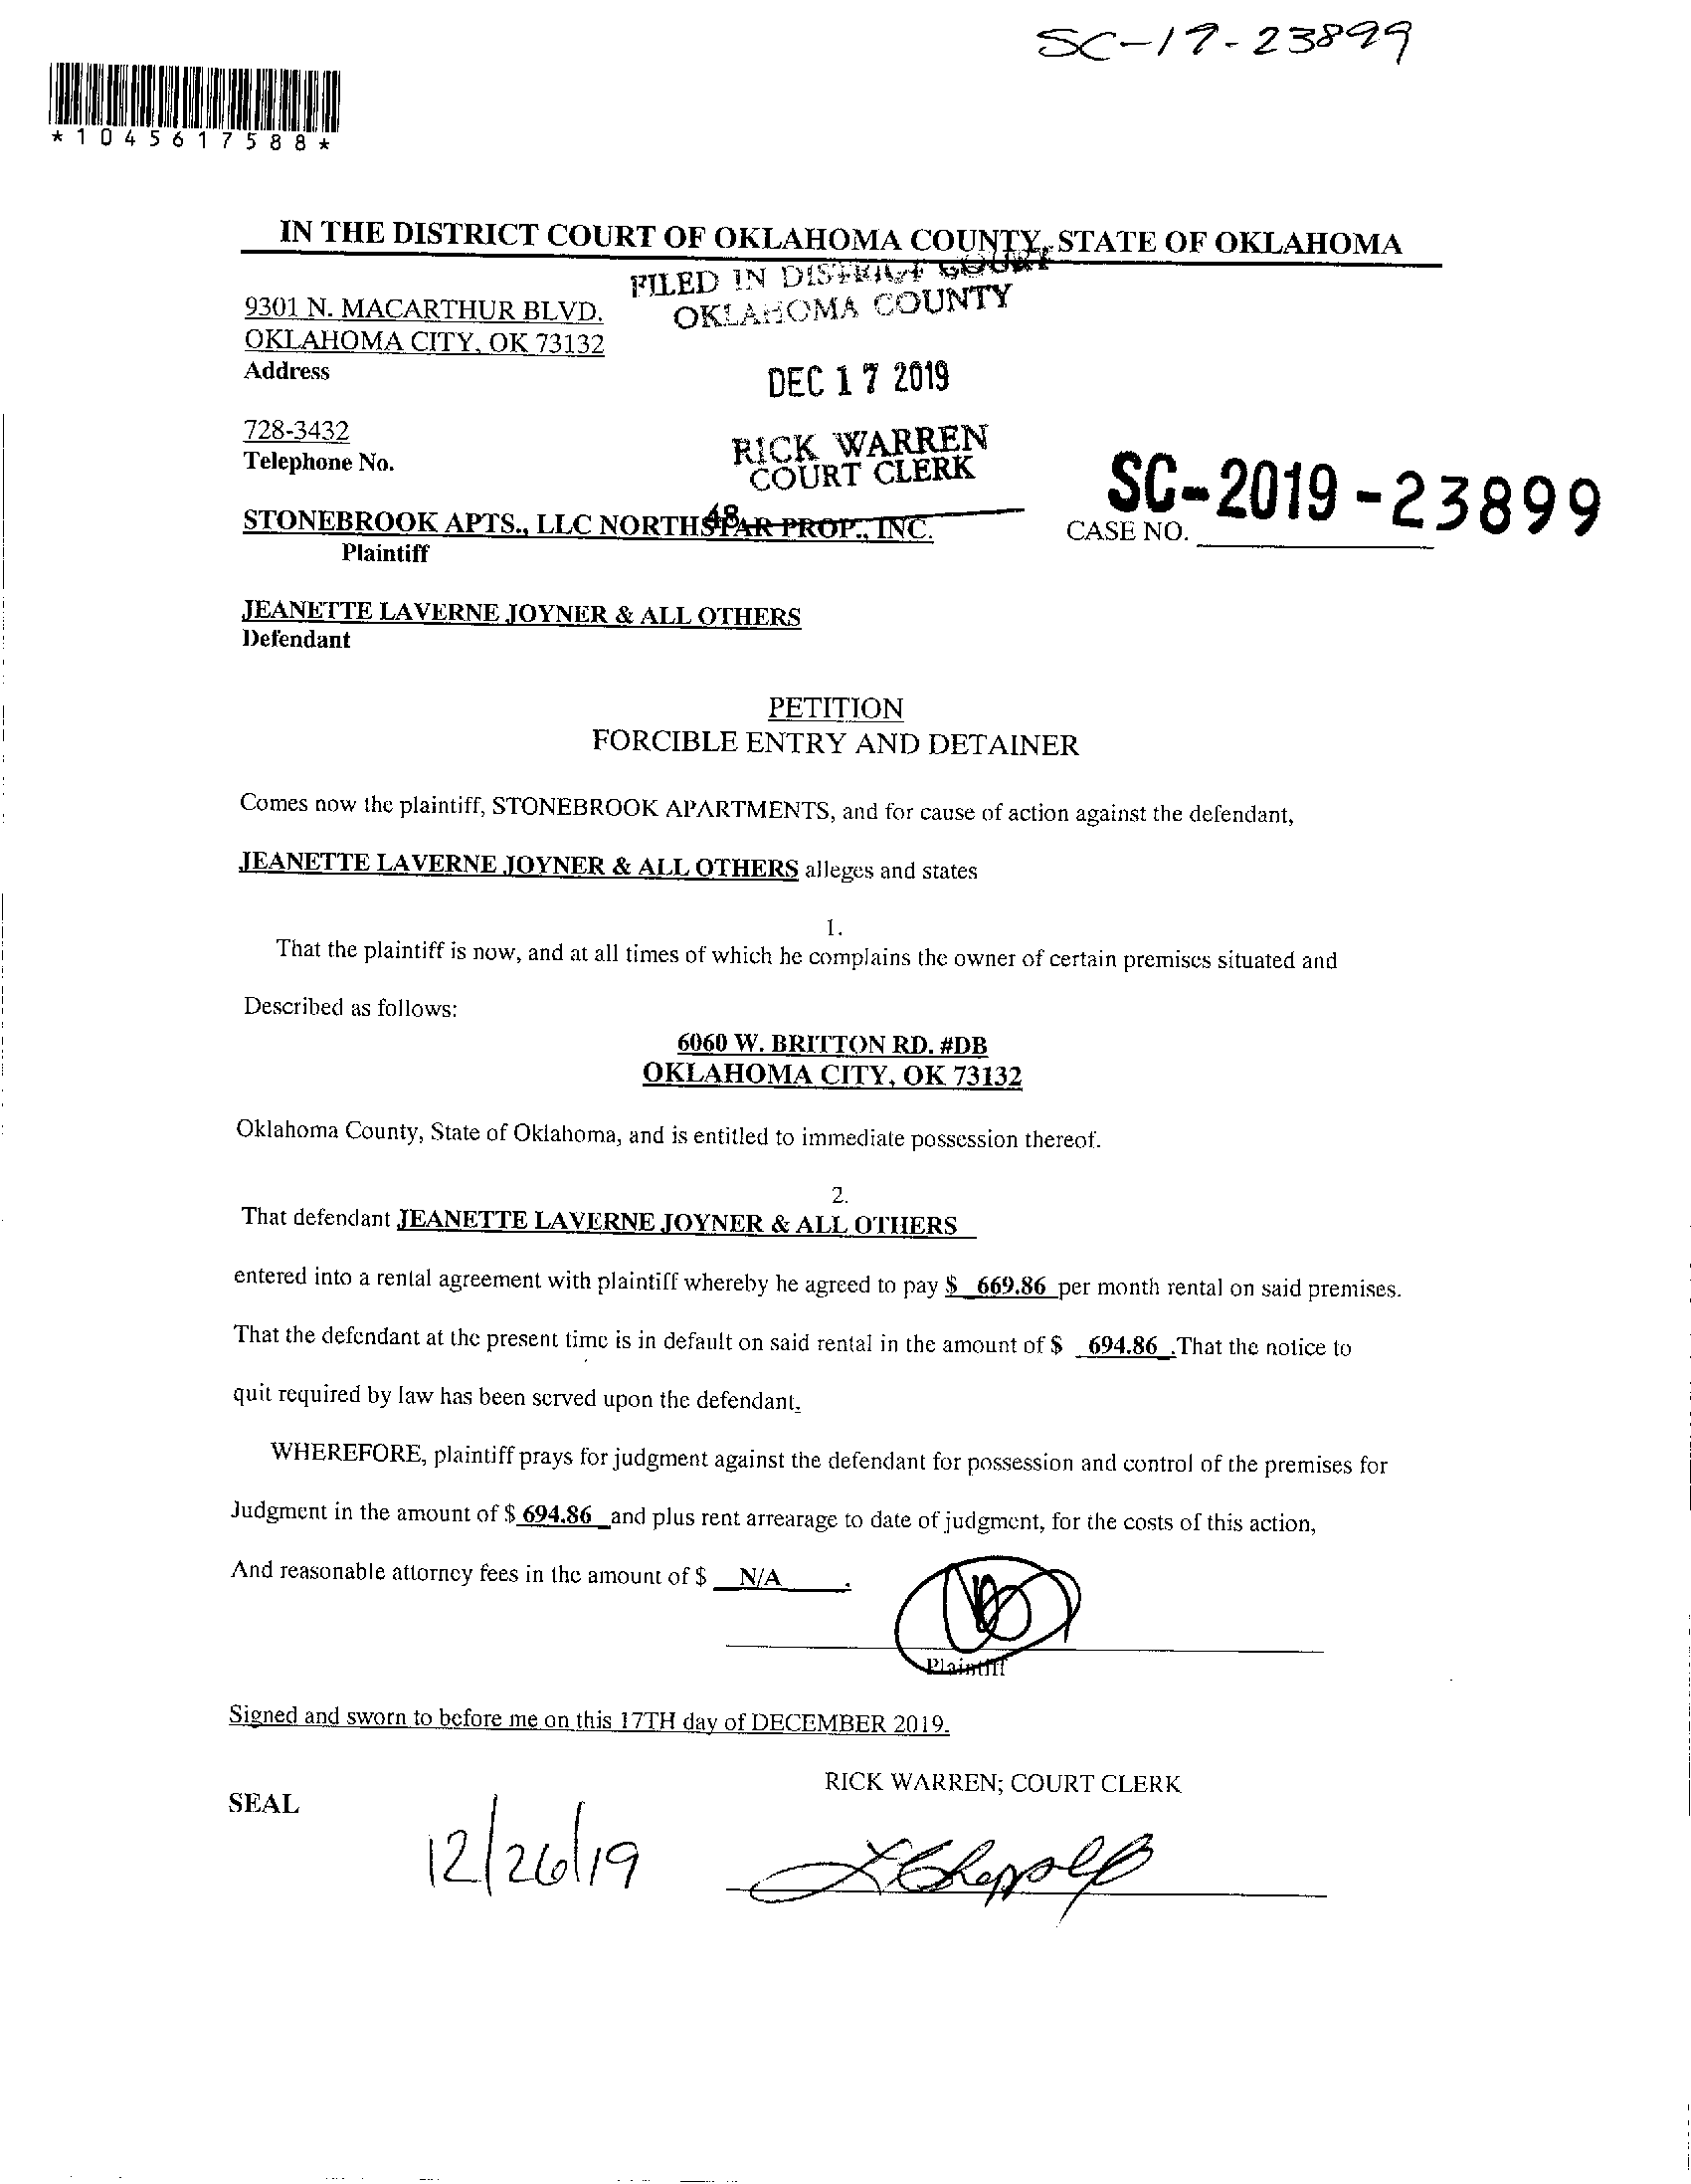 SC-19-23899
*1045617588*
IN THE DISTRICT COURT OF OKLAHOMA COUNTY, STATE OF OKLAHOMA
FILED IN DISTRICT COURT
OKLAHOMA COUNTY
9301 N. MACARTHUR BLVD.
OKLAHOMA CITY, OK 73132
Address
DEC 17 2019
728-3432
Telephone No.
RICK WARREN
COURT CLERK
48
SC-2019-23899
STONEBROOK APTS., LLC NORTHSTAR PROP., INC.
CASE NO.
Plaintiff
JEANETTE LAVERNE JOYNER & ALL OTHERS
Defendant
PETITION
FORCIBLE ENTRY AND DETAINER
Comes now the plaintiff, STONEBROOK APARTMENTS, and for cause of action against the defendant,
JEANETTE LAVERNE JOYNER & ALL OTHERS alleges and states
1.
That the plaintiff is now, and at all times of which he complains the owner of certain premises situated and
Described as follows:
6060 W. BRITTON RD. #DB
OKLAHOMA CITY, OK 73132
Oklahoma County, State of Oklahoma, and is entitled to immediate possession thereof.
2.
That defendant JEANETTE LAVERNE JOYNER & ALL OTHERS
entered into a rental agreement with plaintiff whereby he agreed to pay $ 669.86 per month rental on said premises.
That the defendant at the present time is in default on said rental in the amount of $ 694.86 .That the notice to
quit required by law has been served upon the defendant.
WHEREFORE, plaintiff prays for judgment against the defendant for possession and control of the premises for
Judgment in the amount of $ 694.86 and plus rent arrearage to date of judgment, for the costs of this action,
And reasonable attorney fees in the amount of $ N/A .
Plaintiff
Signed and sworn to before me on this 17TH day of DECEMBER 2019.
RICK WARREN; COURT CLERK
SEAL
12/26/19